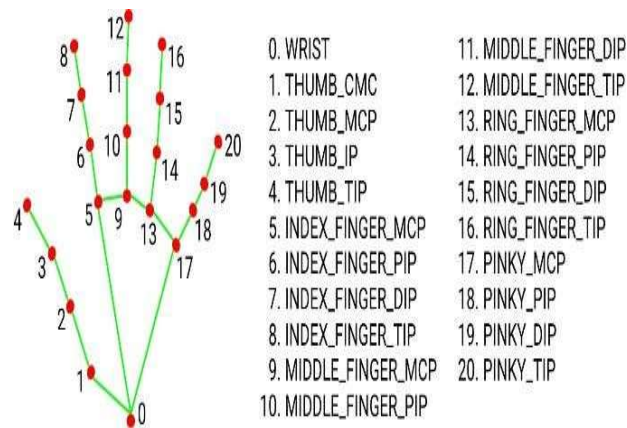 12
8
16
11
7
15
10
20
6
14
4
19
5
9
13
18
3
17
2
1
0
0. WRIST
1. THUMB_CMC
2. THUMB_MCP
3. THUMB_IP
4. THUMB_TIP
5. INDEX_FINGER_MCP
6. INDEX_FINGER_PIP
7. INDEX_FINGER_DIP
8. INDEX_FINGER_TIP
9. MIDDLE_FINGER_MCP
10. MIDDLE_FINGER_PIP
11. MIDDLE_FINGER_DIP
12. MIDDLE_FINGER_TIP
13. RING_FINGER_MCP
14. RING_FINGER_PIP
15. RING_FINGER_DIP
16. RING_FINGER_TIP
17. PINKY_MCP
18. PINKY_PIP
19. PINKY_DIP
20. PINKY_TIP